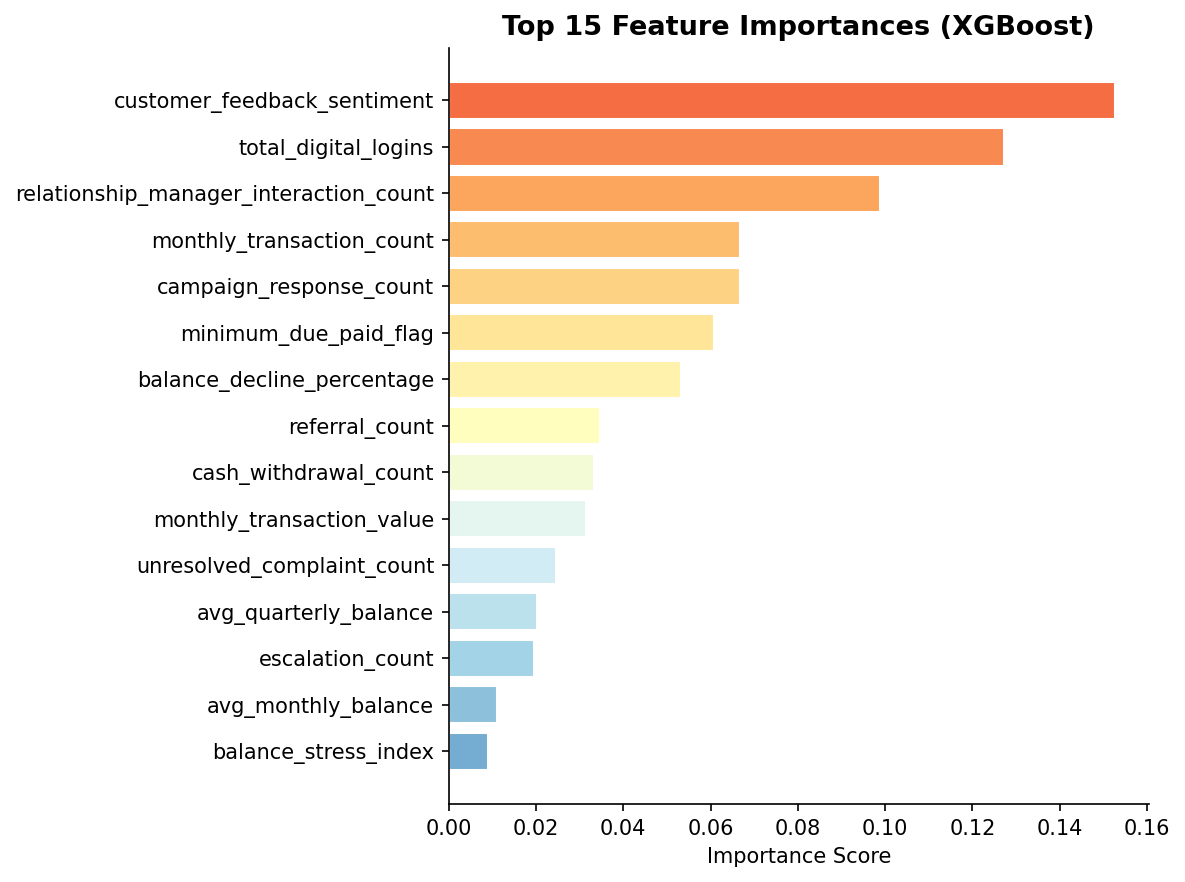 Top 15 Feature Importances (XGBoost)
customer_feedback_sentiment
total_digital_logins
relationship_manager_interaction_count
monthly_transaction_count
campaign_response_count
minimum_due_paid_flag
balance_decline_percentage
referral_count
cash_withdrawal_count
monthly_transaction_value
unresolved_complaint_count
avg_quarterly_balance
escalation_count
avg_monthly_balance
balance_stress_index
0.00 0.02 0.04 0.06 0.08 0.10 0.12 0.14 0.16
Importance Score